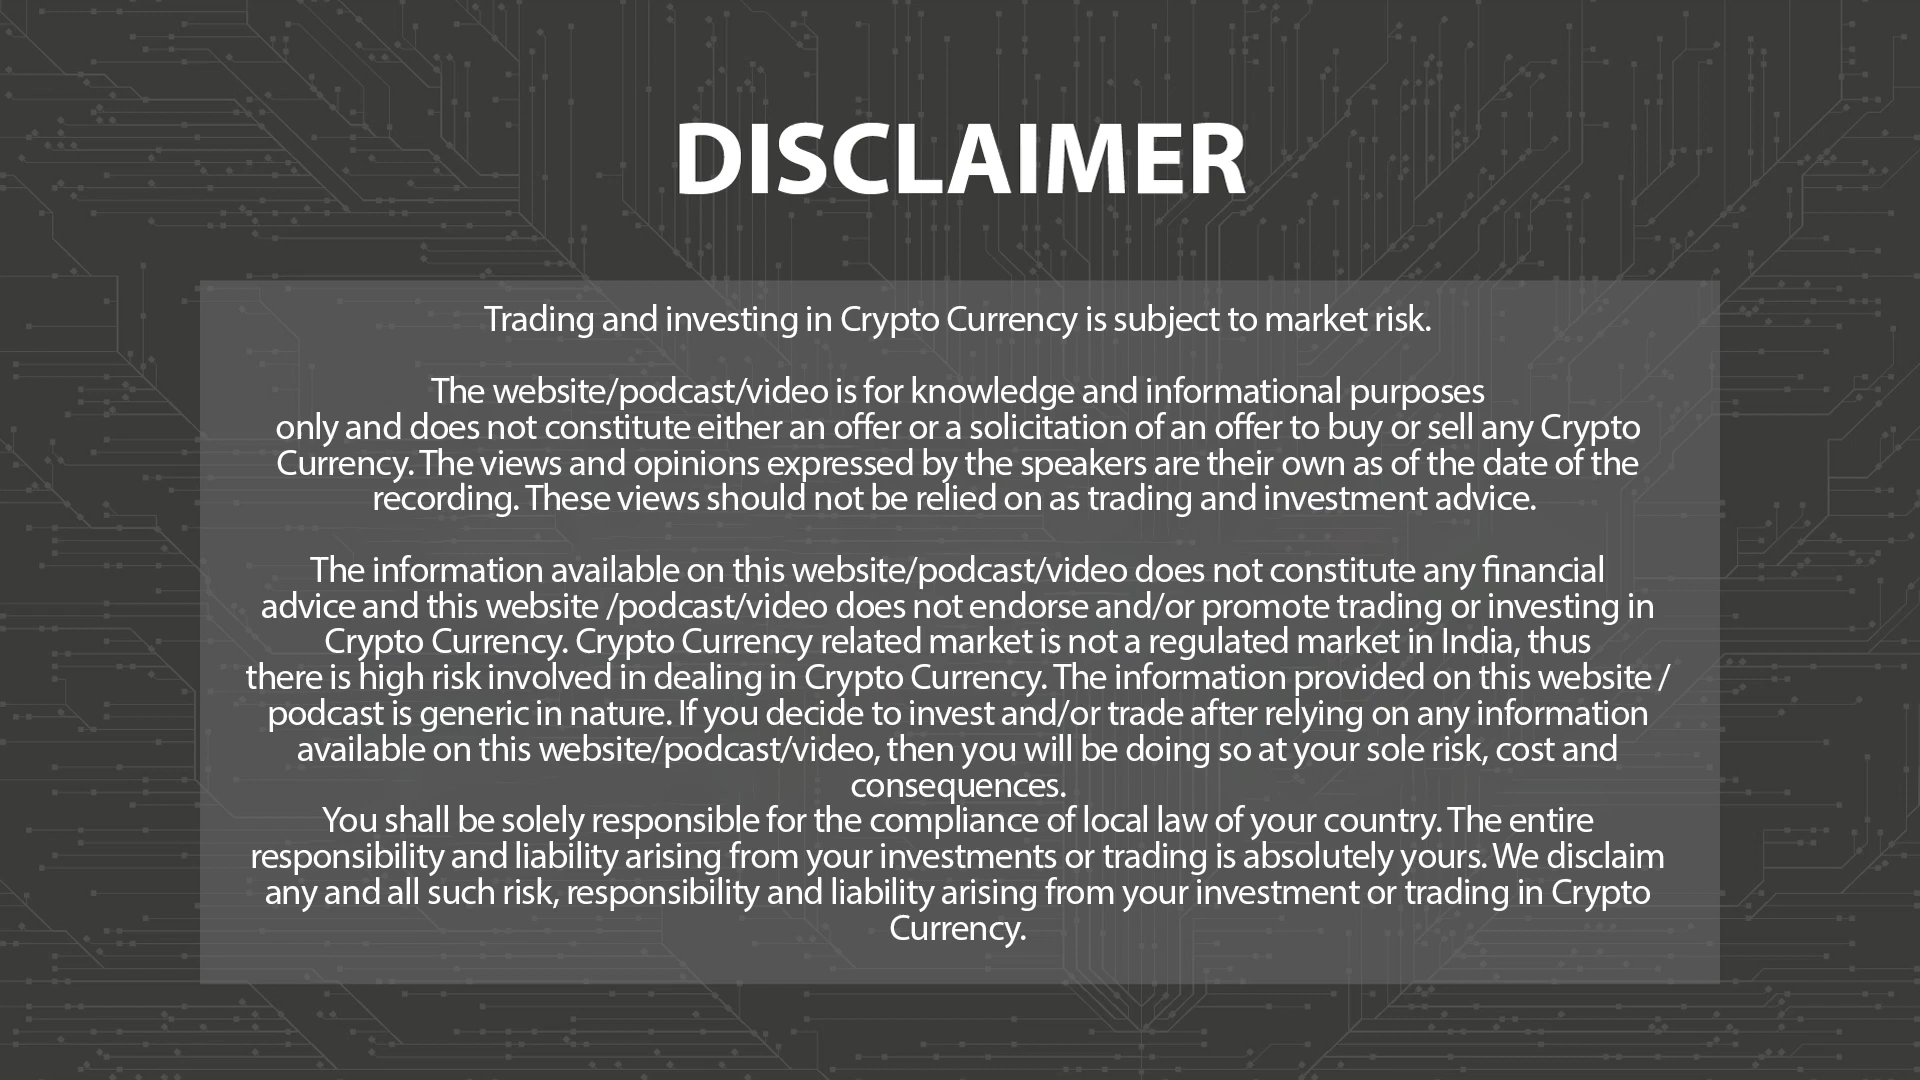 DISCLAIMER
Trading and investing in Crypto Currency is subject to market risk.
The website/podcast/video is for knowledge and informational purposes
only and does not constitute either an offer or a solicitation of an offer to buy or sell any Crypto
Currency. The views and opinions expressed by the speakers are their own as of the date of the
recording. These views should not be relied on as trading and investment advice.
The information available on this website/podcast/video does not constitute any financial
advice and this website /podcast/video does not endorse and/or promote trading or investing in
Crypto Currency. Crypto Currency related market is not a regulated market in India, thus
there is high risk involved in dealing in Crypto Currency. The information provided on this website /
podcast is generic in nature. If you decide to invest and/or trade after relying on any information
available on this website/podcast/video, then you will be doing so at your sole risk, cost and
consequences.
You shall be solely responsible for the compliance of local law of your country. The entire
responsibility and liability arising from your investments or trading is absolutely yours. We disclaim
any and all such risk, responsibility and liability arising from your investment or trading in Crypto
Currency.